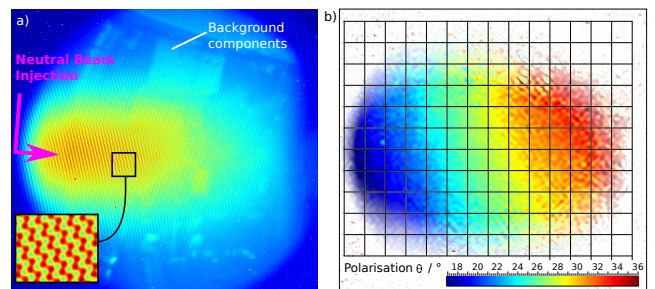 a)
Background
components
Neutral Beam
Injection
b)
Polarisation θ / °
18 20 22 24 26 28 30 32 34 36